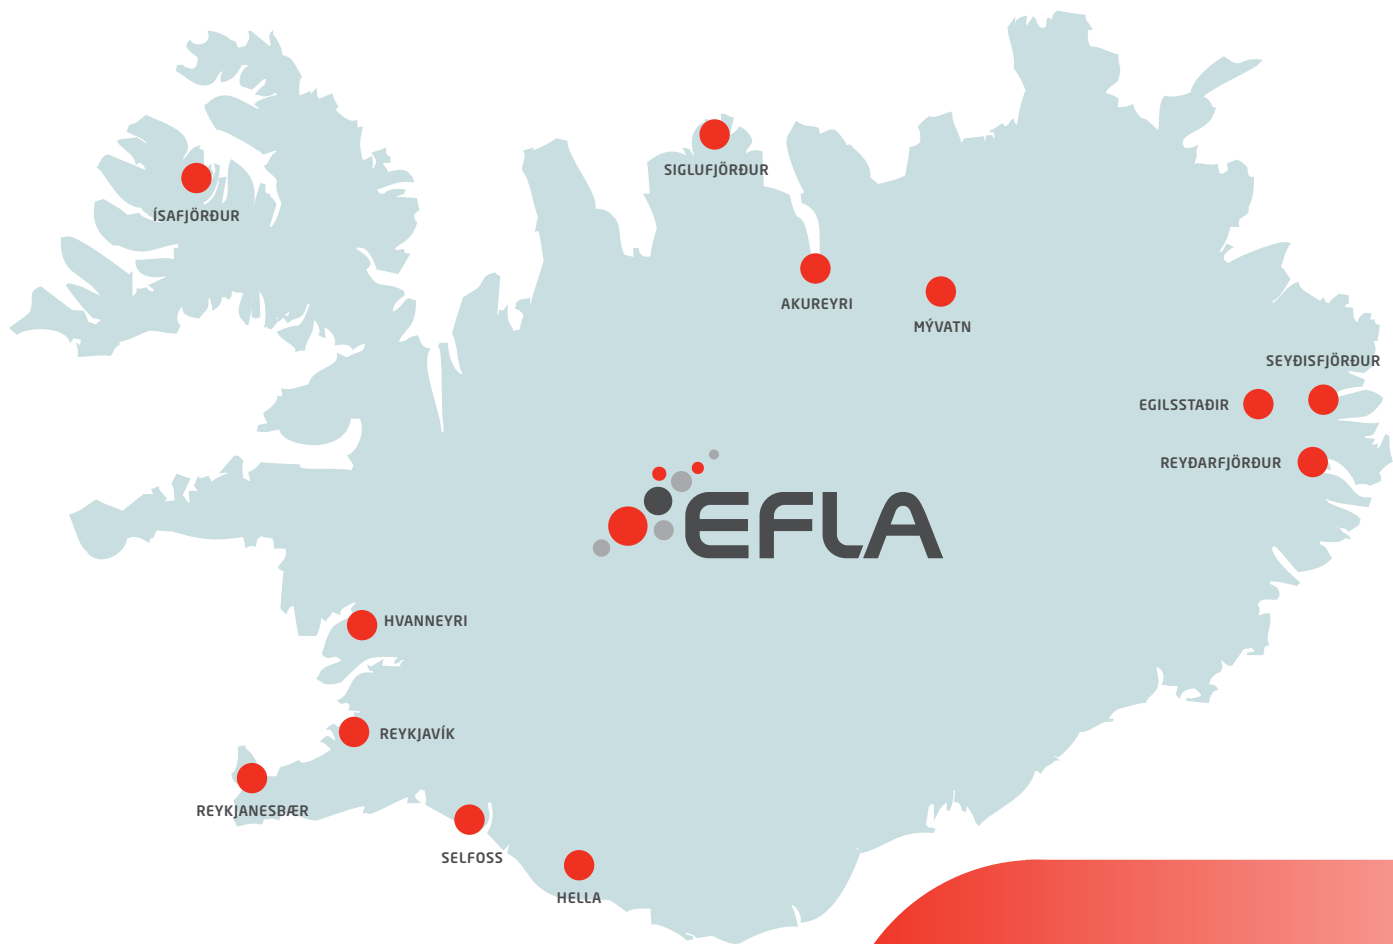 SIGLUFJÖRÐUR
ÍSAFJÖRÐUR
AKUREYRI
MÝVATN
SEYÐISFJÖRÐUR
EGILSSTAÐIR
REYÐARFJÖRÐUR
EFLA
HVANNEYRI
REYKJAVÍK
REYKJANESBÆR
SELFOSS
HELLA